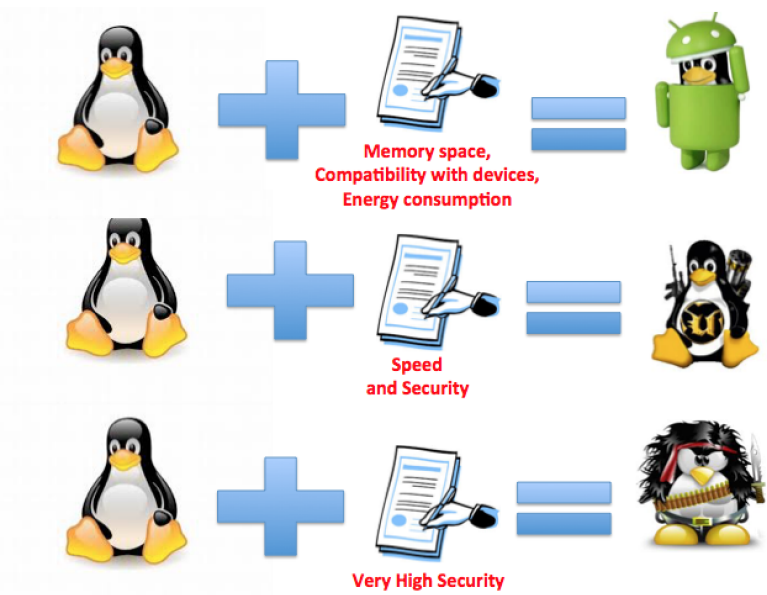 Memory space,
Compatibility with devices,
Energy consumption
Speed
and Security
Very High Security